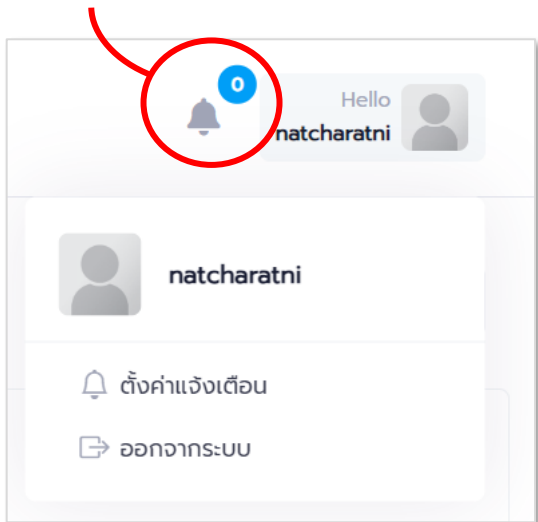 0
Hello
natcharatni
natcharatni
ตั้งค่าแจ้งเตือน
ออกจากระบบ